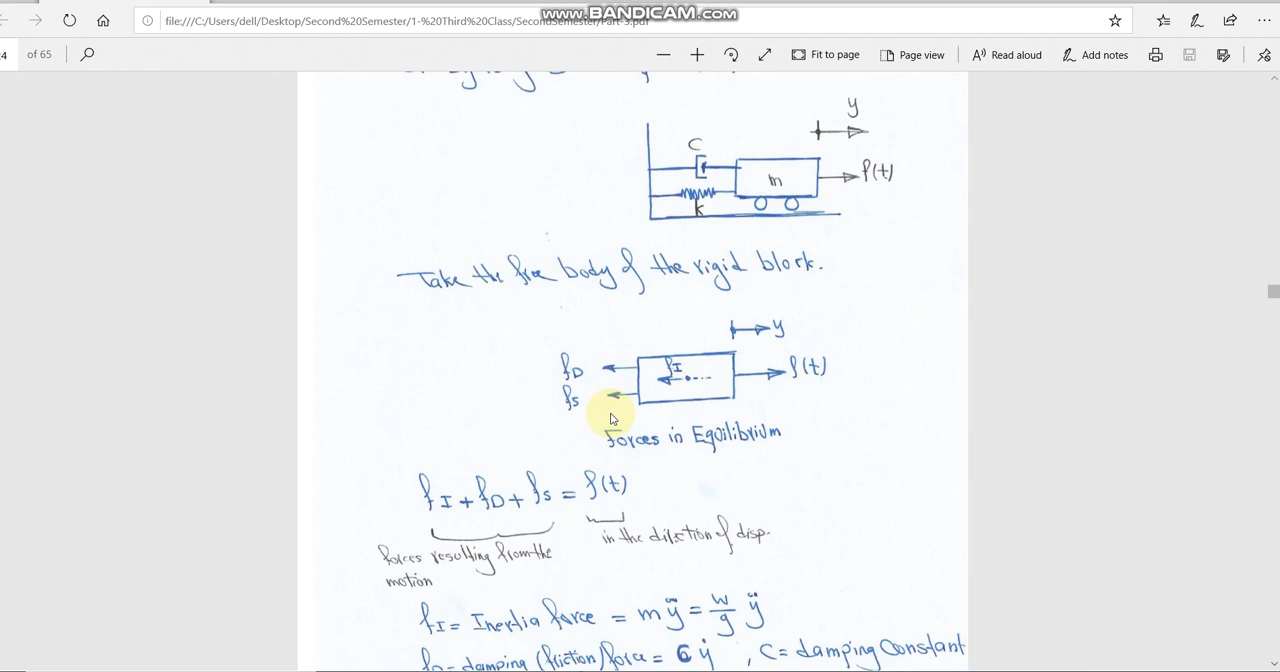 www.BANDICAM.com
file:///C:/Users/dell/Desktop/Second%20Semester/1-%20Third%20Class/SecondSemester/Part-3.pdf
4 of 65
Fit to page
Page view
Read aloud
Add notes
y
C
m
f(t)
k
Take the free body of the rigid block.
y
fD
fI
f(t)
fs
Forces in Equilibrium
fI + fD + fs = f(t)
in the dirction of disp.
forces resulting from the
motion
fI = Inertia force = mÿ = w/g ÿ
fD = damping (friction) force = c ẏ , C = damping Constant